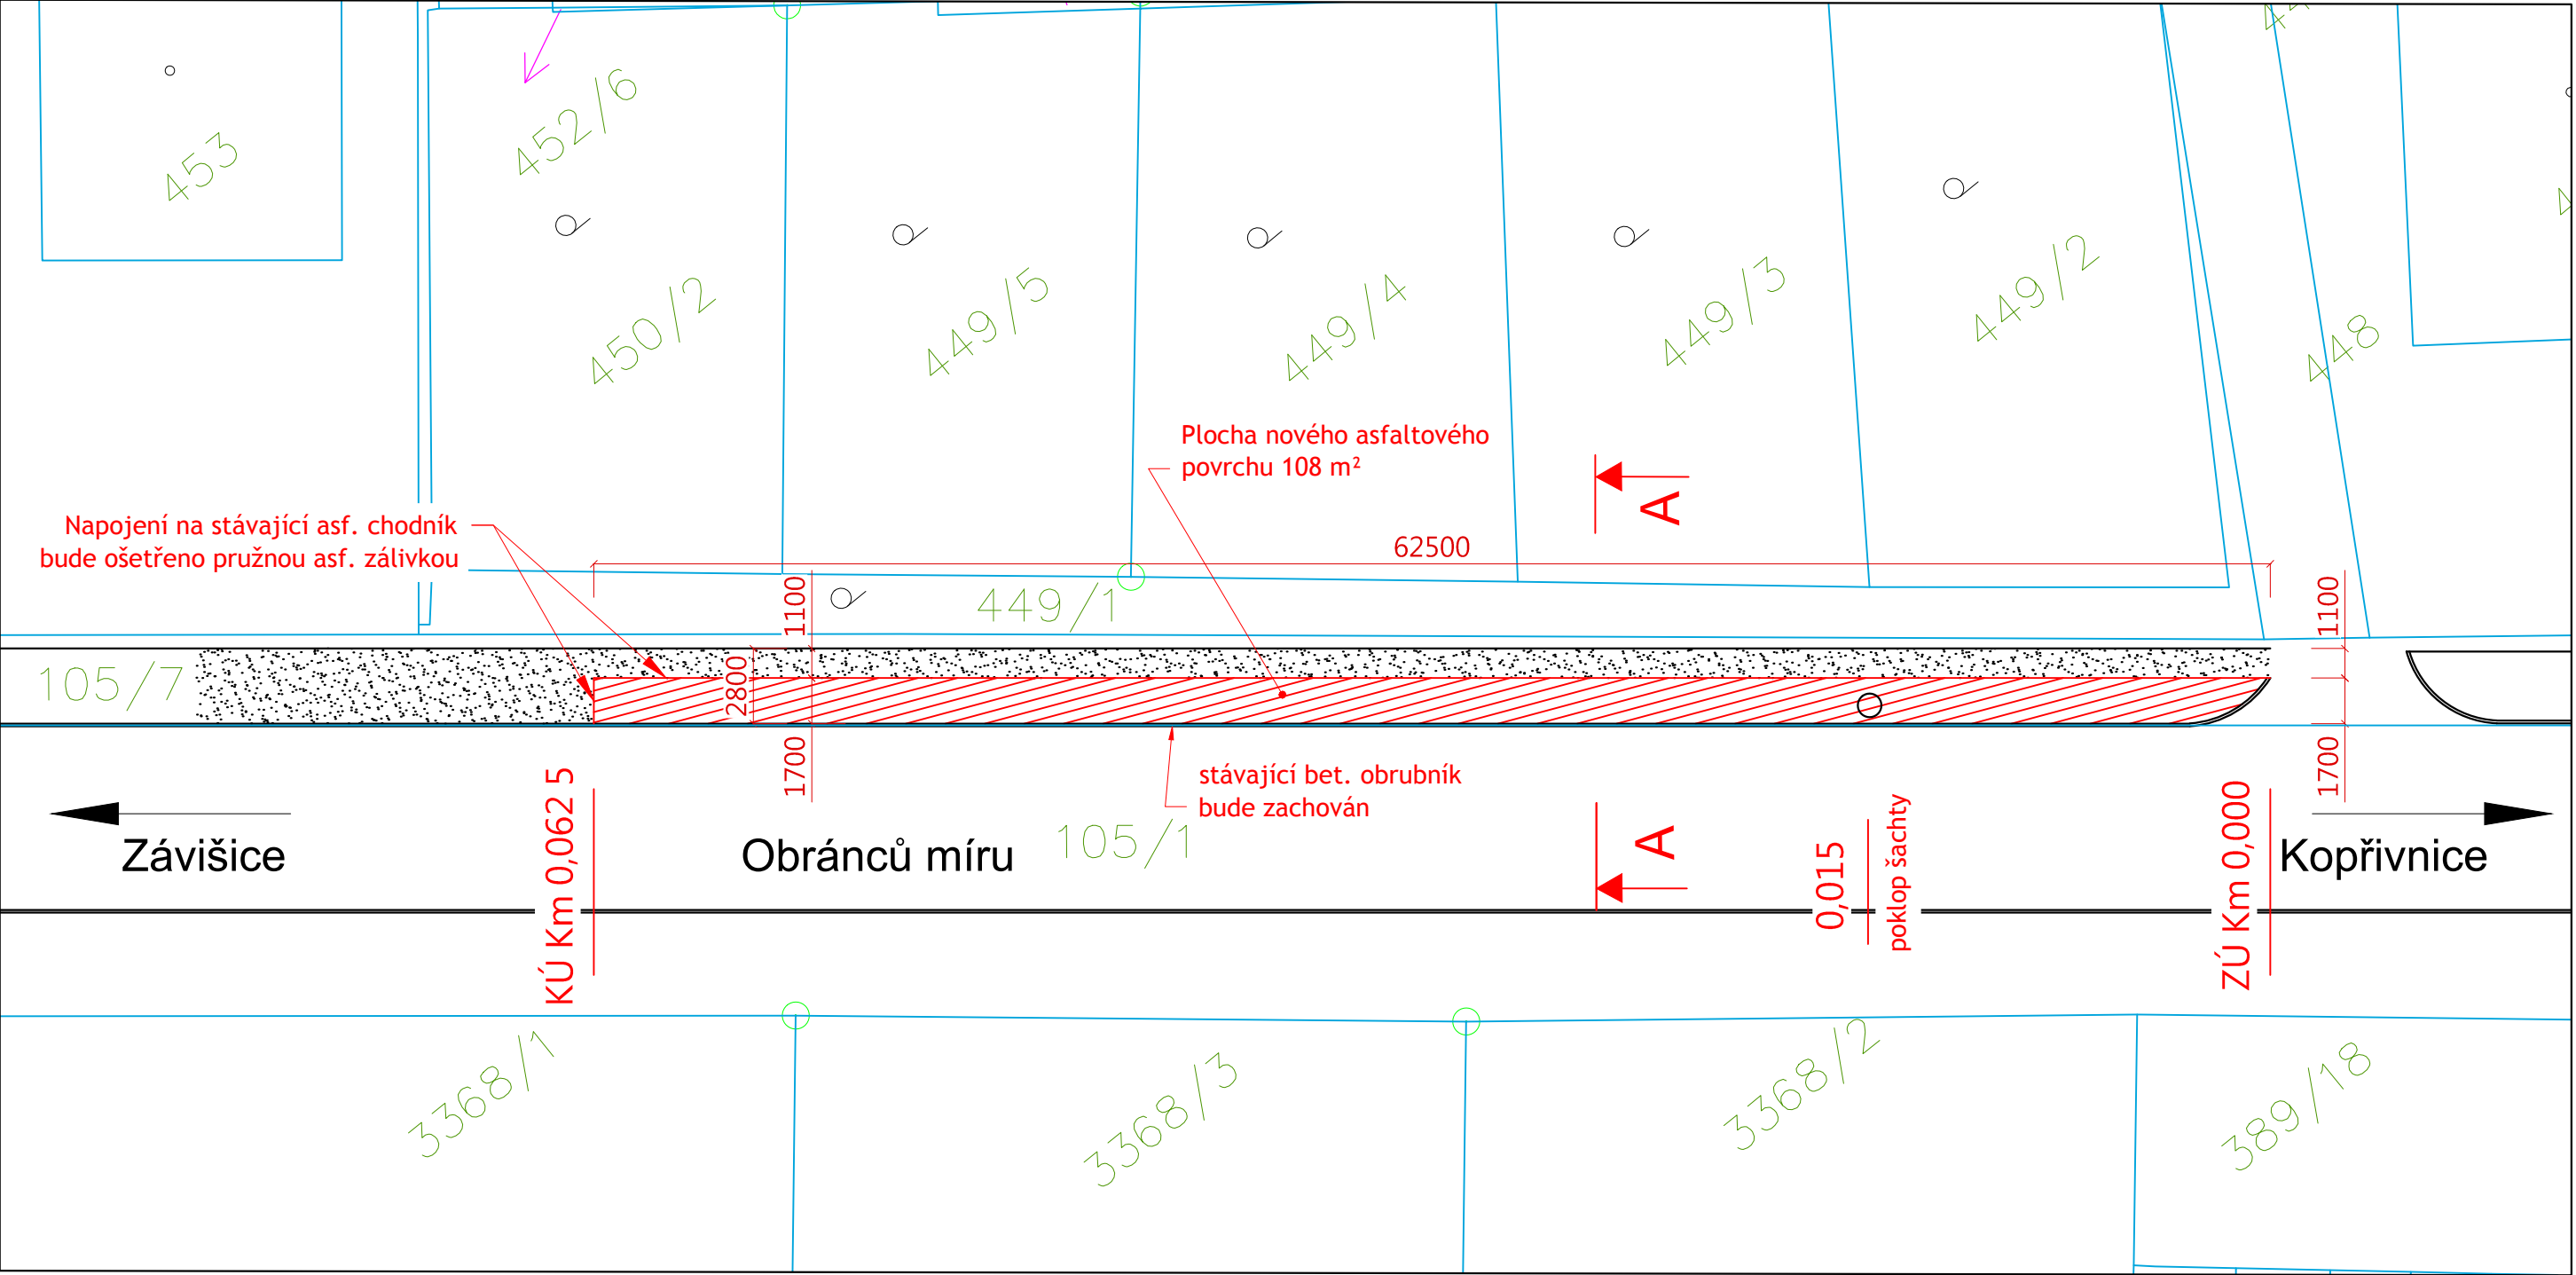 453
452/6
450/2
449/5
449/4
449/3
449/2
448
Plocha nového asfaltového
povrchu 108 m²
A
Napojení na stávající asf. chodník
bude ošetřeno pružnou asf. zálivkou
62500
1100
449/1
1100
105/7
2800
1700
1700
stávající bet. obrubník
bude zachován
105/1
A
Závišice
KÚ Km 0,062 5
Obránců míru
0,015
poklop šachty
ZÚ Km 0,000
Kopřivnice
3368/1
3368/3
3368/2
389/18